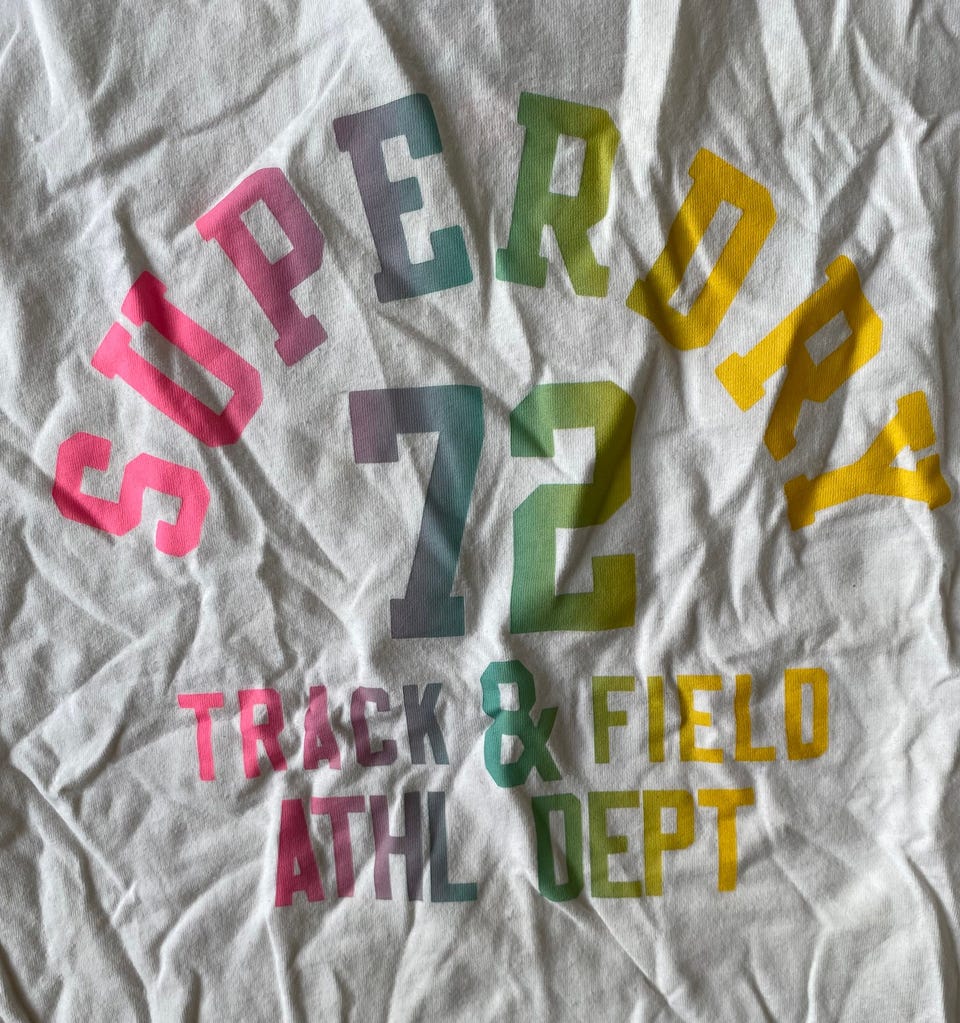 SUPERDRY
72
TRACK & FIELD
ATHL DEPT